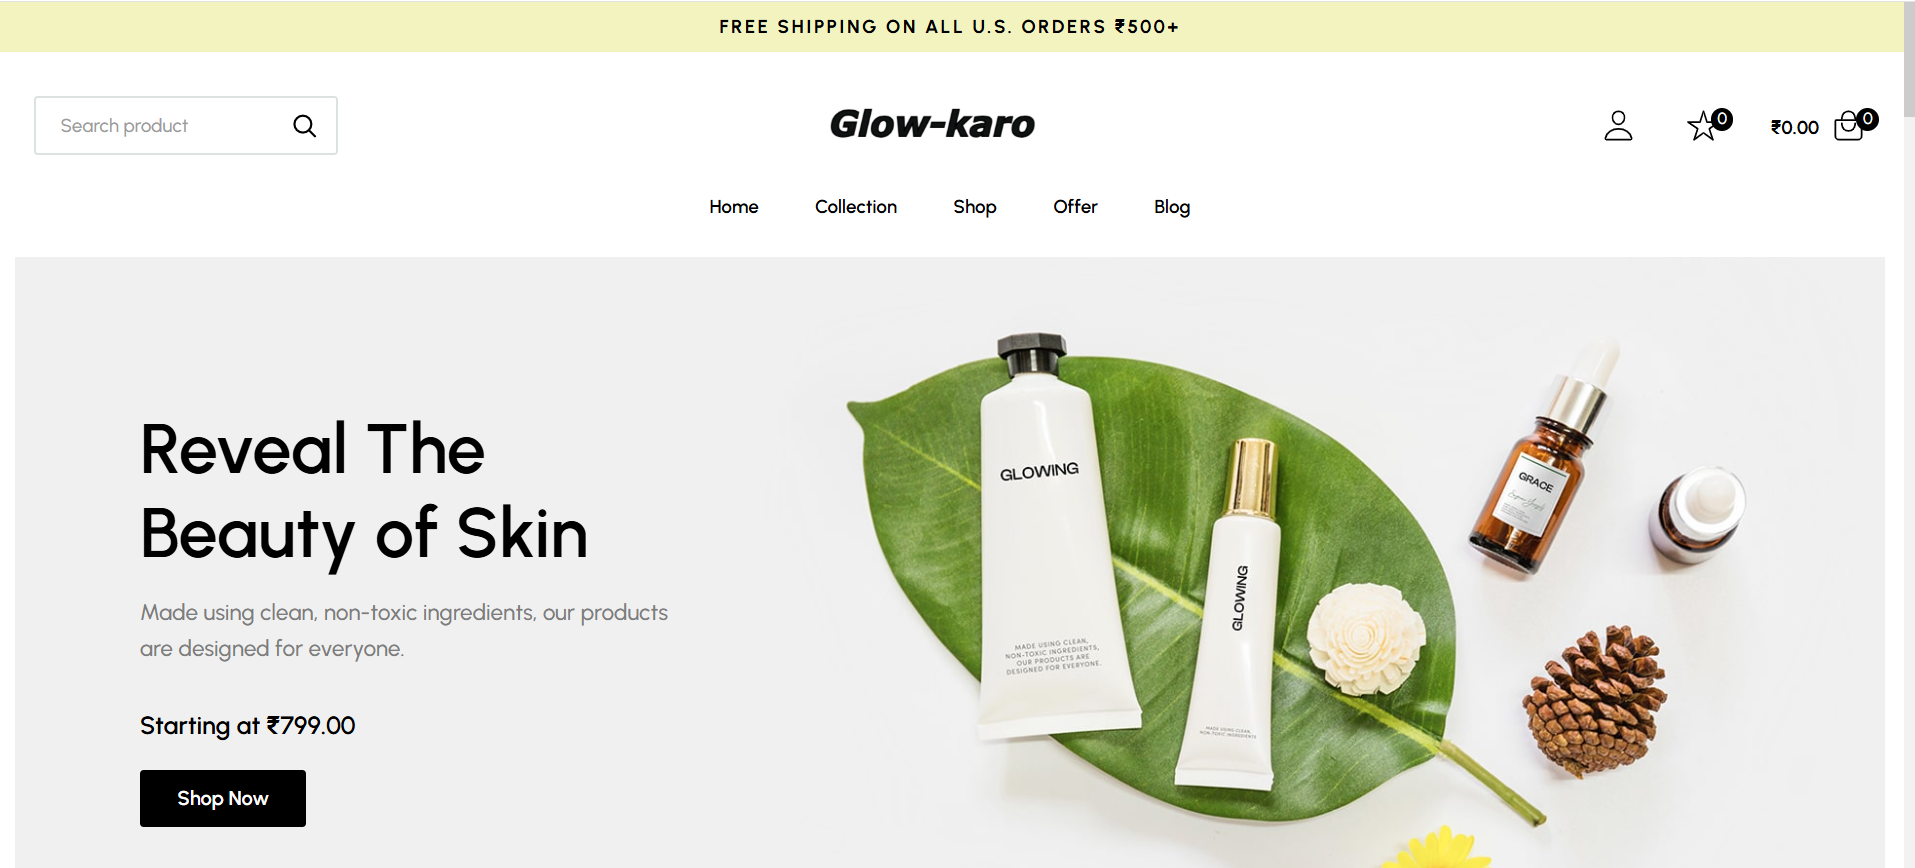 FREE SHIPPING ON ALL U.S. ORDERS ₹500+
Search product
Glow-karo
0
₹0.00
0
Home
Collection
Shop
Offer
Blog
Reveal The
Beauty of Skin
Made using clean, non-toxic ingredients, our products
are designed for everyone.
Starting at ₹799.00
Shop Now
GLOWING
MADE USING CLEAN,
NON-TOXIC INGREDIENTS,
OUR PRODUCTS ARE
DESIGNED FOR EVERYONE.
GLOWING
MADE USING CLEAN,
NON-TOXIC INGREDIENTS
GRACE